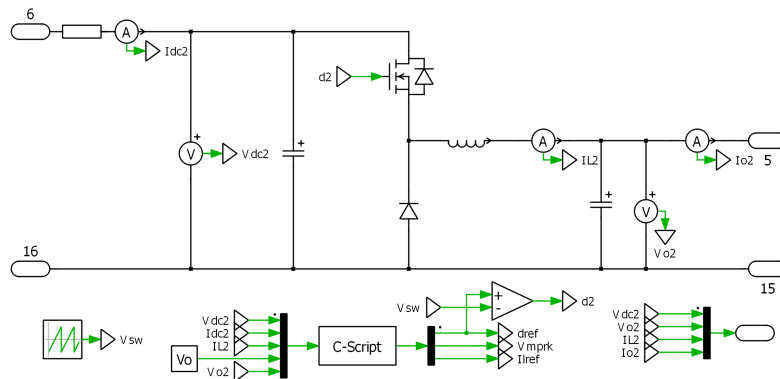 6
A
Idc2
d2
V
Vdc2
A
IL2
A
Io2
5
V
Vo2
16
15
Vsw
Vdc2
Idc2
IL2
Vo
Vo2
C-Script
Vsw
+
-
d2
dref
Vmprk
ILref
Vdc2
Vo2
IL2
Io2